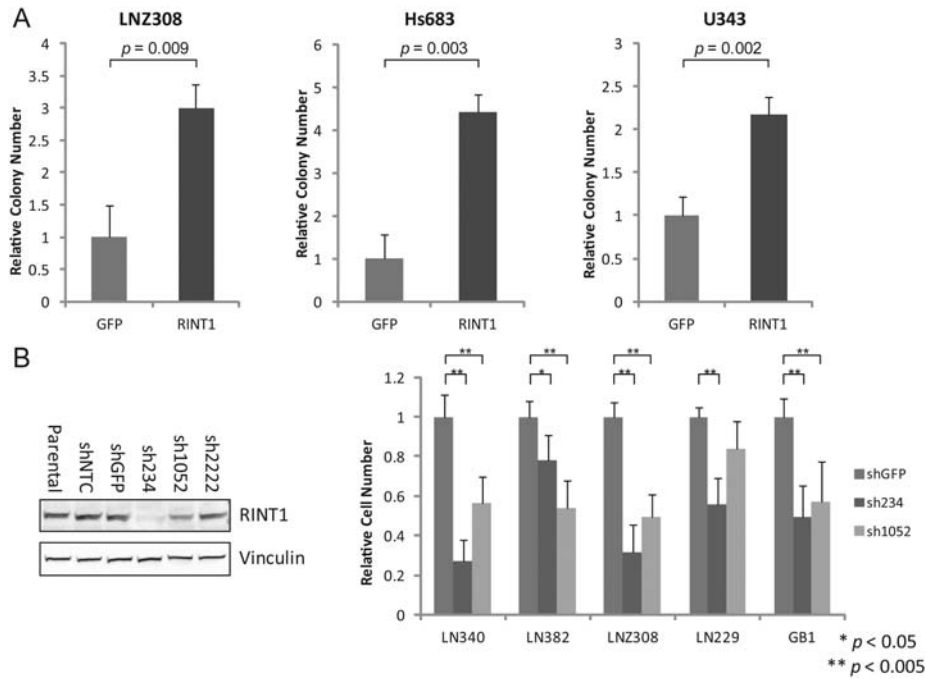 A
LNZ308
p = 0.009
Relative Colony Number
4
3.5
3
2.5
2
1.5
1
0.5
0
GFP
RINT1
Hs683
p = 0.003
Relative Colony Number
6
5
4
3
2
1
0
GFP
RINT1
U343
p = 0.002
Relative Colony Number
3
2.5
2
1.5
1
0.5
0
GFP
RINT1
B
Parental
shNTC
shGFP
sh234
sh1052
sh2222
RINT1
Vinculin
Relative Cell Number
1.2
1
0.8
0.6
0.4
0.2
0
** **
** *
** **
**
** **
LN340
LN382
LNZ308
LN229
GB1
shGFP
sh234
sh1052
* p < 0.05
** p < 0.005